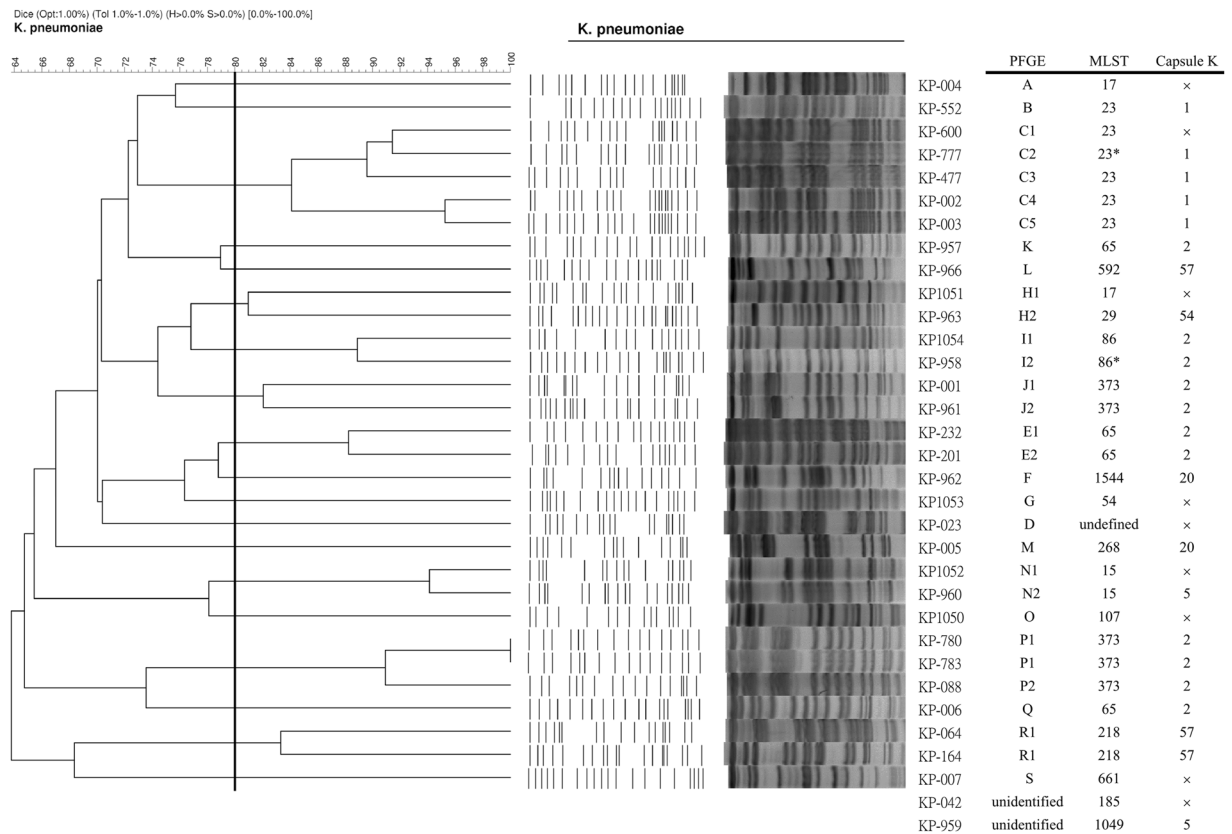 Dice (Opt:1.00%) (Tol 1.0%-1.0%) (H>0.0% S>0.0%) [0.0%-100.0%]
K. pneumoniae
K. pneumoniae
64 66 68 70 72 74 76 78 80 82 84 86 88 90 92 94 96 98 100
PFGE MLST Capsule K
KP-004 A 17 ×
KP-552 B 23 1
KP-600 C1 23 ×
KP-777 C2 23* 1
KP-477 C3 23 1
KP-002 C4 23 1
KP-003 C5 23 1
KP-957 K 65 2
KP-966 L 592 57
KP1051 H1 17 ×
KP-963 H2 29 54
KP1054 I1 86 2
KP-958 I2 86* 2
KP-001 J1 373 2
KP-961 J2 373 2
KP-232 E1 65 2
KP-201 E2 65 2
KP-962 F 1544 20
KP1053 G 54 ×
KP-023 D undefined ×
KP-005 M 268 20
KP1052 N1 15 ×
KP-960 N2 15 5
KP1050 O 107 ×
KP-780 P1 373 2
KP-783 P1 373 2
KP-088 P2 373 2
KP-006 Q 65 2
KP-064 R1 218 57
KP-164 R1 218 57
KP-007 S 661 ×
KP-042 unidentified 185 ×
KP-959 unidentified 1049 5